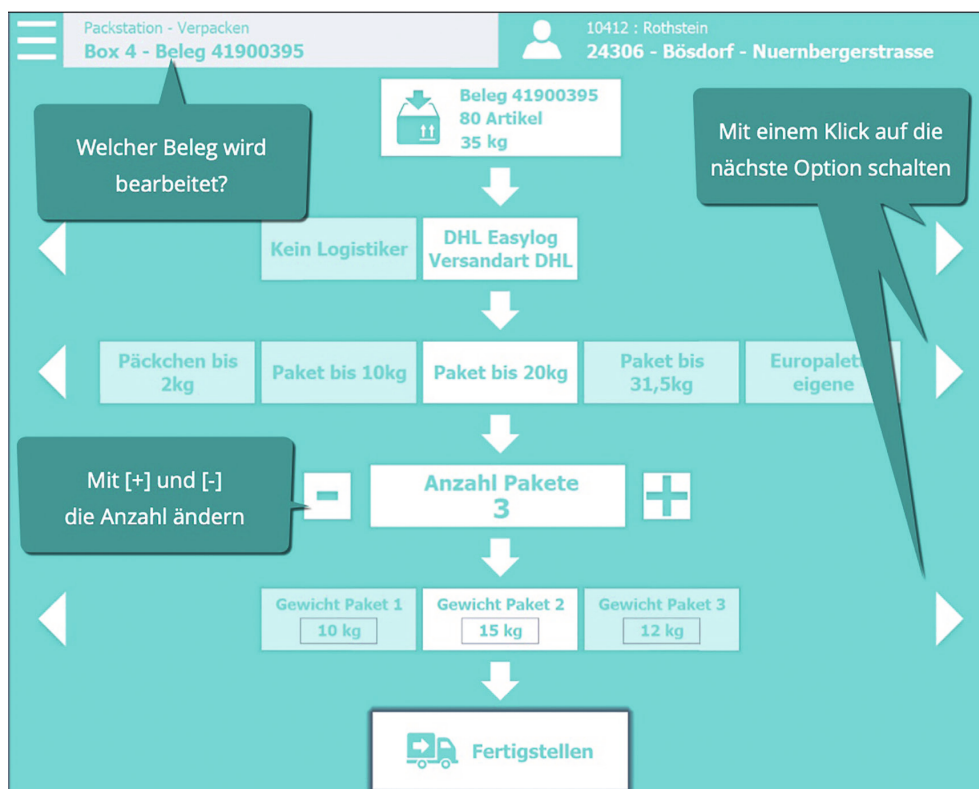 Packstation - Verpacken
Box 4 - Beleg 41900395
10412 : Rothstein
24306 - Bösdorf - Nuernbergerstrasse
Welcher Beleg wird
bearbeitet?
Beleg 41900395
80 Artikel
35 kg
Mit einem Klick auf die
nächste Option schalten
Kein Logistiker
DHL Easylog
Versandart DHL
Päckchen bis
2kg
Paket bis 10kg
Paket bis 20kg
Paket bis
31,5kg
Europalett
eigene
Mit [+] und [-]
die Anzahl ändern
-
Anzahl Pakete
3
+
Gewicht Paket 1
10 kg
Gewicht Paket 2
15 kg
Gewicht Paket 3
12 kg
Fertigstellen